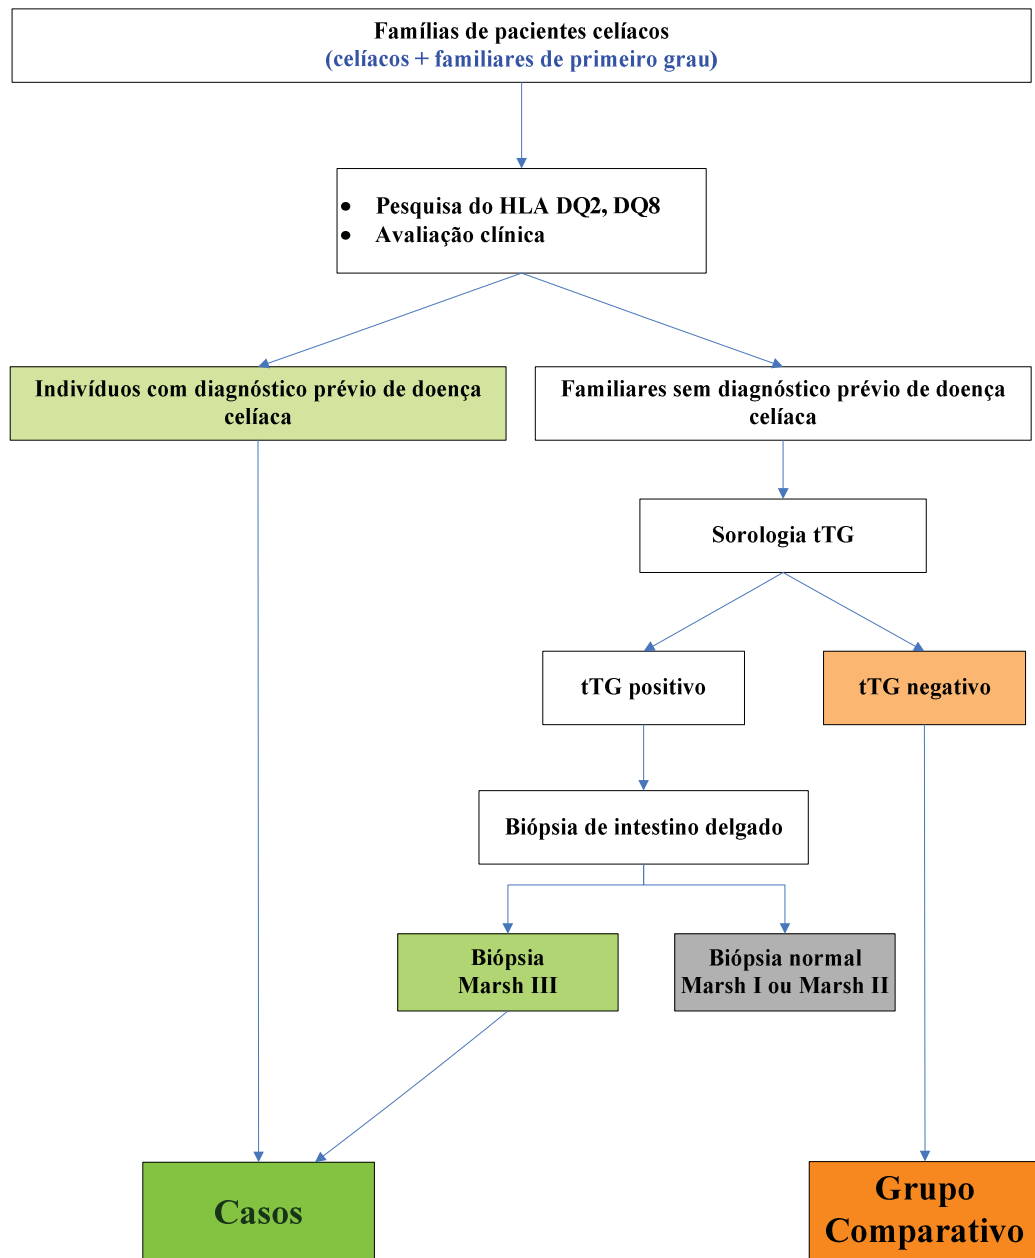 Famílias de pacientes celíacos
(celíacos + familiares de primeiro grau)
• Pesquisa do HLA DQ2, DQ8
• Avaliação clínica
Indivíduos com diagnóstico prévio de doença
celíaca
Familiares sem diagnóstico prévio de doença
celíaca
Sorologia tTG
tTG positivo
tTG negativo
Biópsia de intestino delgado
Biópsia
Marsh III
Biópsia normal
Marsh I ou Marsh II
Casos
Grupo
Comparativo